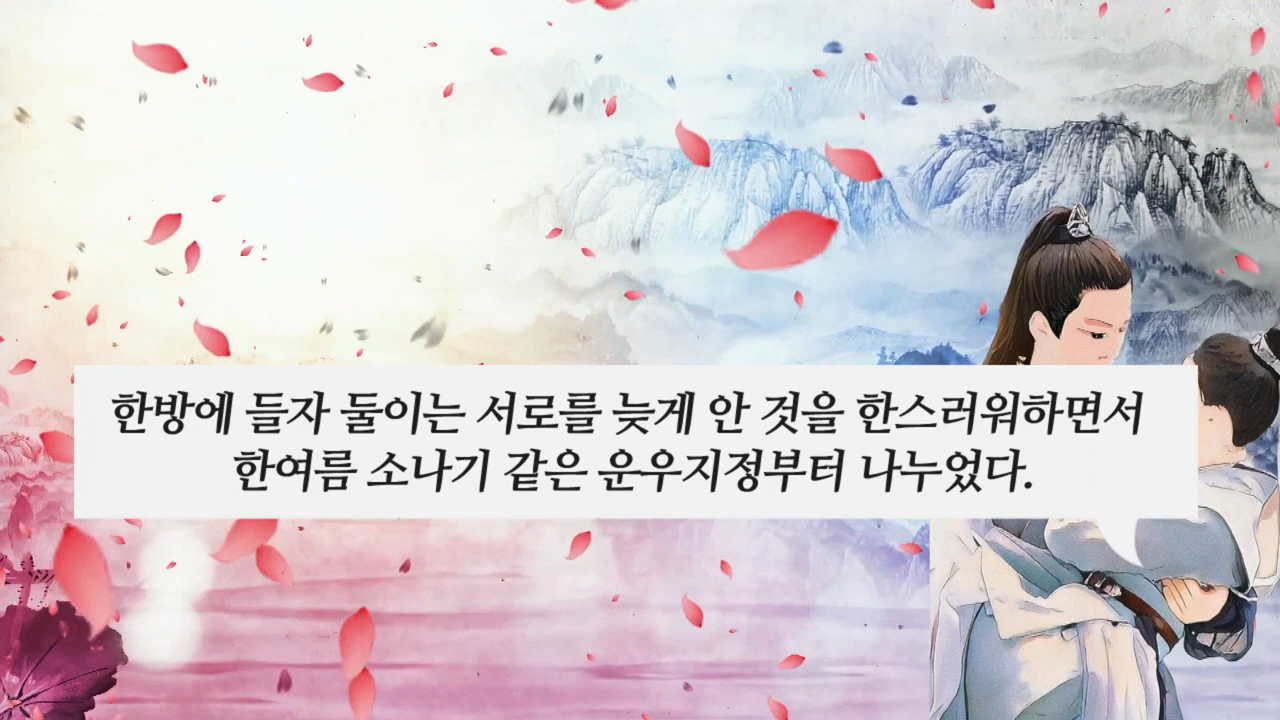 한방에 들자 둘이는 서로를 늦게 안 것을 한스러워하면서
한여름 소나기 같은 운우지정부터 나누었다.